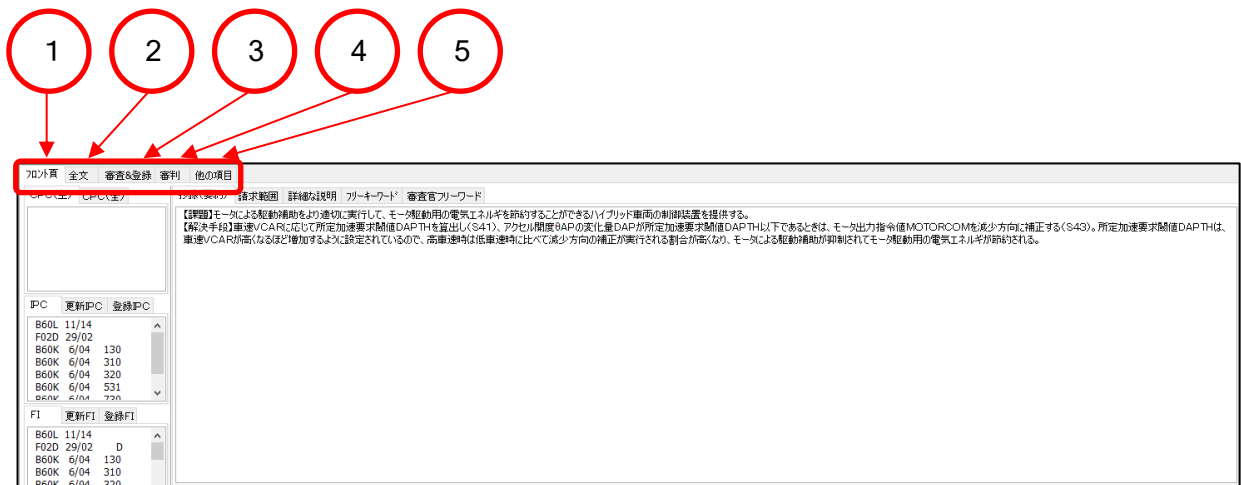 1 2 3 4 5
フロント頁 全文 審査&登録 審判 他の項目
請求範囲 詳細な説明 フリーキーワード 審査官フリーワード
【課題】モータによる駆動補助をより適切に実行して、モータ駆動用の電気エネルギを節約することができるハイブリッド車両の制御装置を提供する。
【解決手段】車速VCARに応じて所定加速要求閾値DAPTHを算出し(S41)、アクセル開度θAPの変化量DAPが所定加速要求閾値DAPTH以下であるときは、モータ出力指令値MOTORCOMを減少方向に補正する(S43)。所定加速要求閾値DAPTHは、
車速VCARが高くなるほど増加するように設定されているので、高車速時は低車速時に比べて減少方向の補正が実行される割合が高くなり、モータによる駆動補助が抑制されてモータ駆動用の電気エネルギが節約される。
IPC 更新IPC 登録IPC
B60L 11/14
F02D 29/02
B60K 6/04 130
B60K 6/04 310
B60K 6/04 320
B60K 6/04 531
B60K 6/04 730
FI 更新FI 登録FI
B60L 11/14
F02D 29/02 D
B60K 6/04 130
B60K 6/04 310
B60K 6/04 320